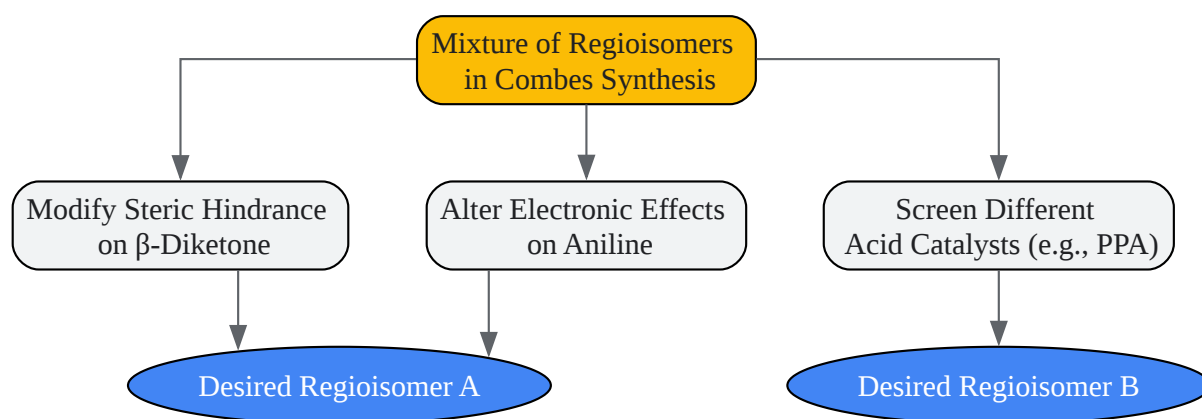 Mixture of Regioisomers
in Combes Synthesis
Modify Steric Hindrance
on β-Diketone
Alter Electronic Effects
on Aniline
Screen Different
Acid Catalysts (e.g., PPA)
Desired Regioisomer A
Desired Regioisomer B